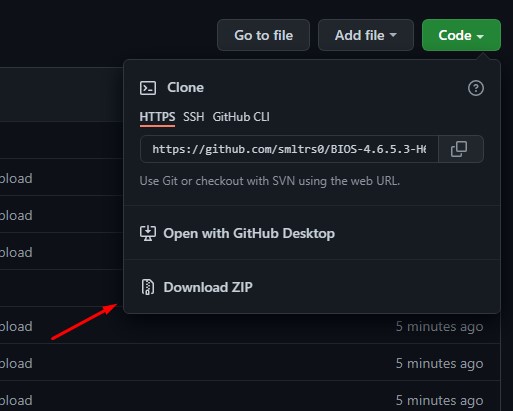 Go to file Add file Code
Clone
HTTPS SSH GitHub CLI
https://github.com/smltrs0/BIOS-4.6.5.3-H6
Use Git or checkout with SVN using the web URL.
pload
pload
Open with GitHub Desktop
pload
Download ZIP
pload 5 minutes ago
pload 5 minutes ago
pload 5 minutes ago